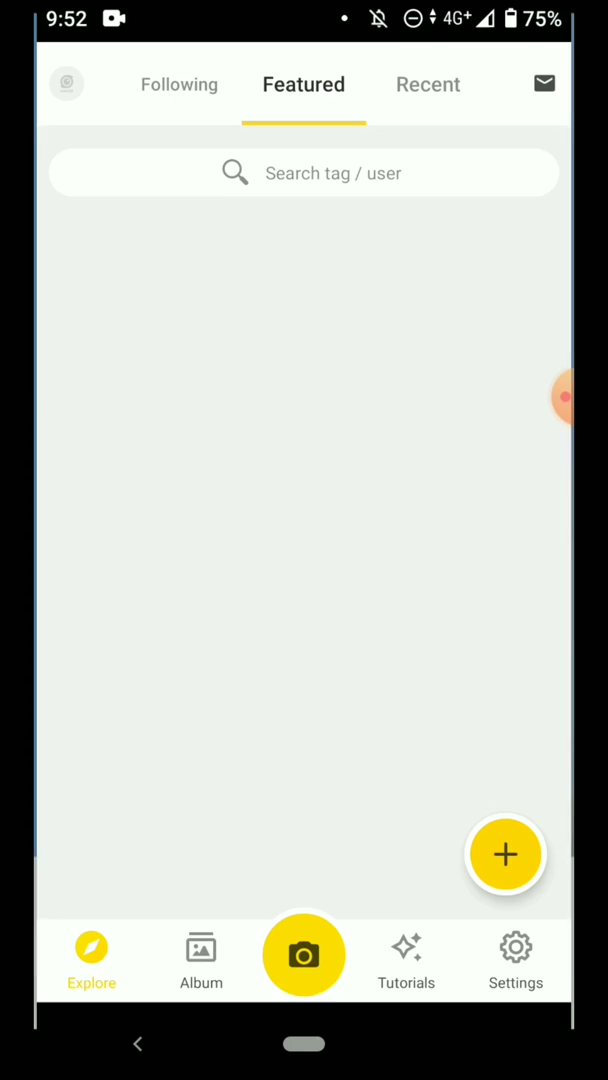 9:52
4G+
75%
Following
Featured
Recent
Search tag / user
Explore
Album
Tutorials
Settings